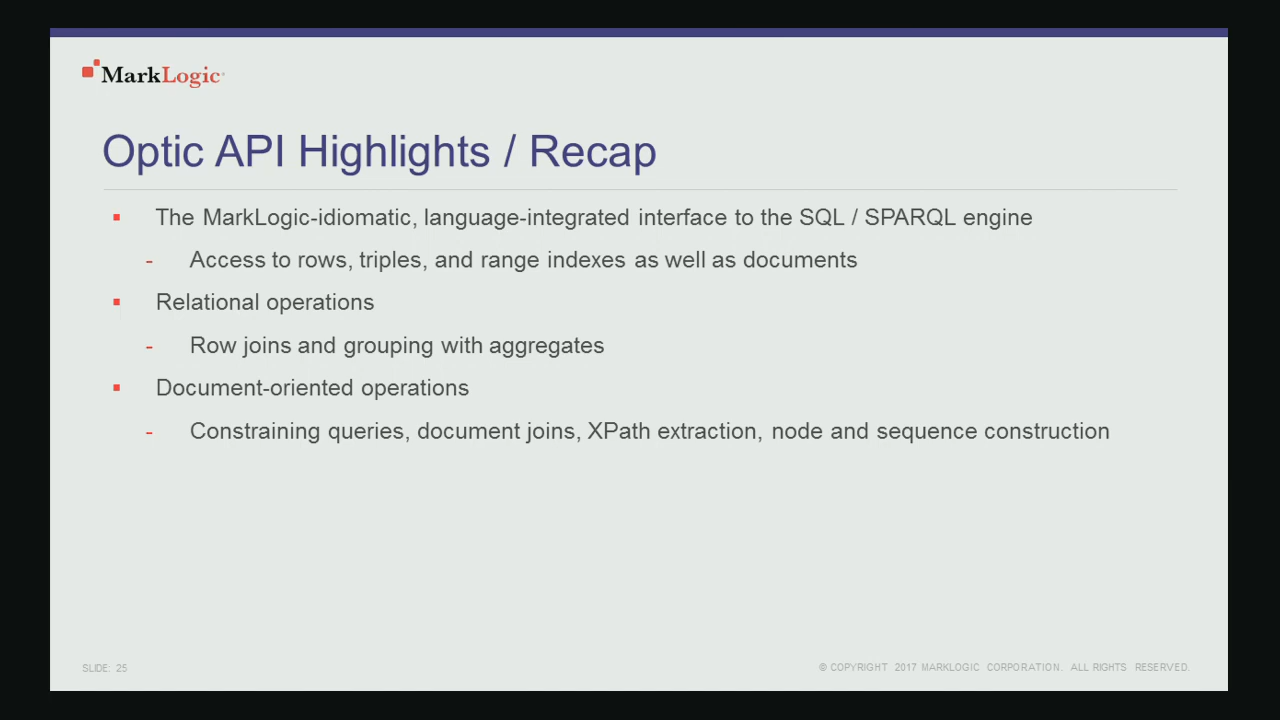 MarkLogic
Optic API Highlights / Recap
▪ The MarkLogic-idiomatic, language-integrated interface to the SQL / SPARQL engine
- Access to rows, triples, and range indexes as well as documents
▪ Relational operations
- Row joins and grouping with aggregates
▪ Document-oriented operations
- Constraining queries, document joins, XPath extraction, node and sequence construction
SLIDE: 25
© COPYRIGHT 2017 MARKLOGIC CORPORATION. ALL RIGHTS RESERVED.